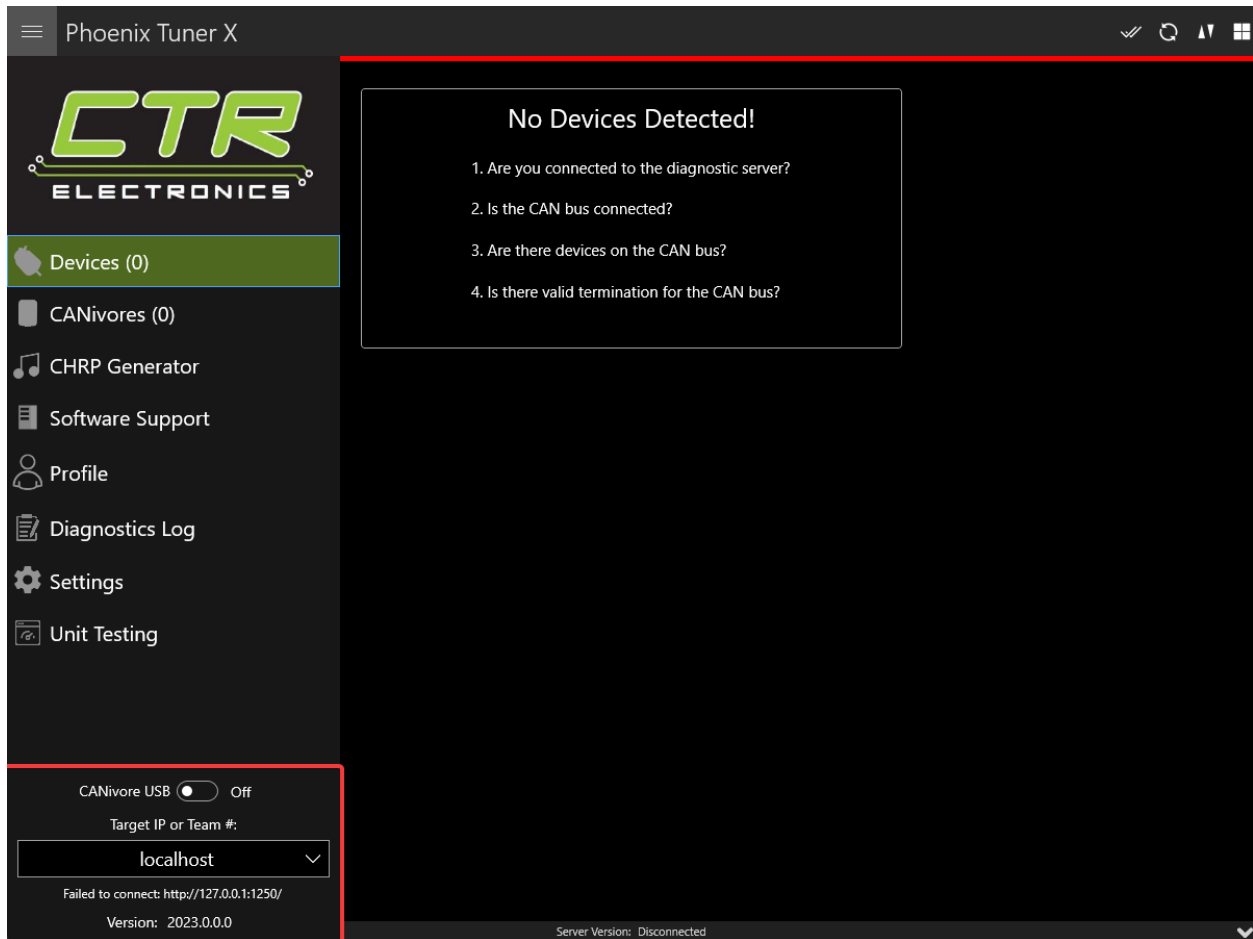 Phoenix Tuner X
CTR
ELECTRONICS
Devices (0)
CANivores (0)
CHRP Generator
Software Support
Profile
Diagnostics Log
Settings
Unit Testing
CANivore USB Off
Target IP or Team #:
localhost
Failed to connect: http://127.0.0.1:1250/
Version: 2023.0.0.0
No Devices Detected!
1. Are you connected to the diagnostic server?
2. Is the CAN bus connected?
3. Are there devices on the CAN bus?
4. Is there valid termination for the CAN bus?
Server Version: Disconnected